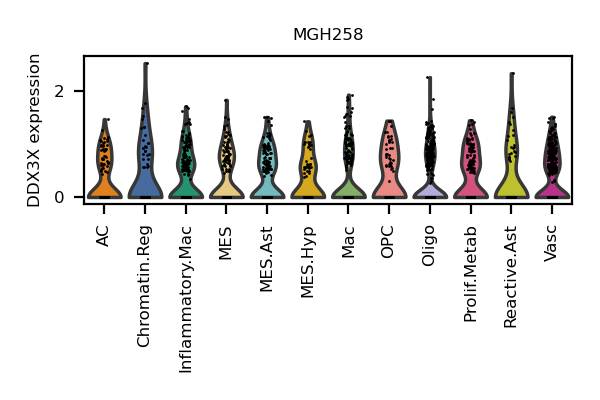 MGH258
DDX3X expression
2
0
AC
Chromatin.Reg
Inflammatory.Mac
MES
MES.Ast
MES.Hyp
Mac
OPC
Oligo
Prolif.Metab
Reactive.Ast
Vasc